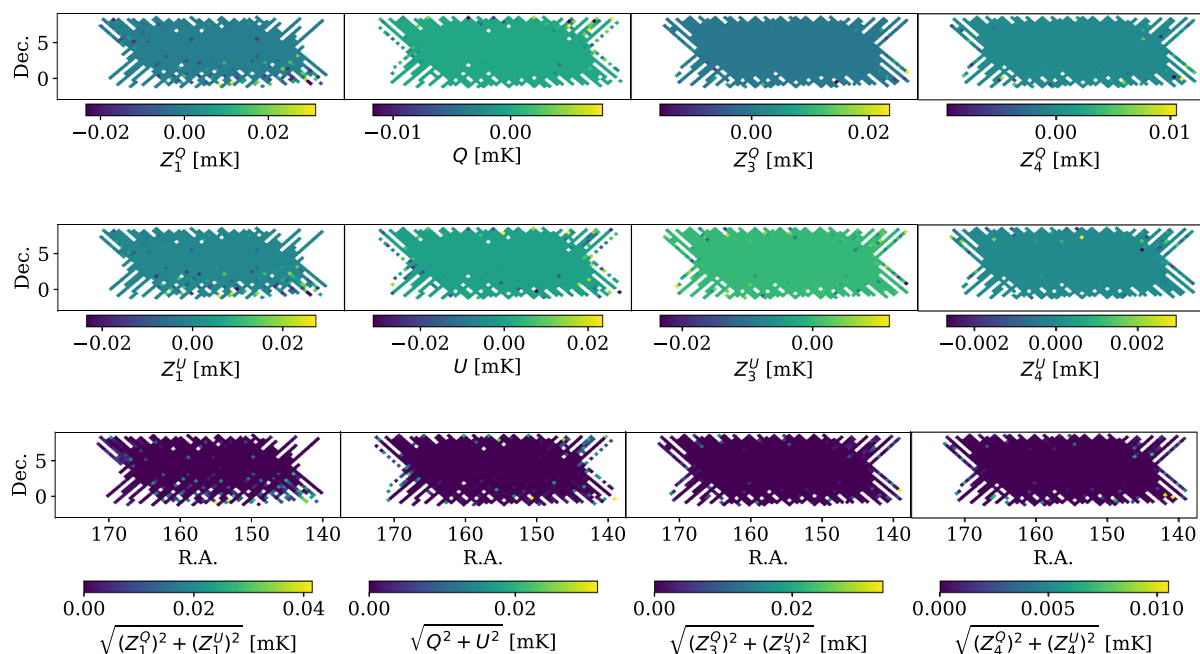 Dec.
5
0
−0.02 0.00 0.02 −0.01 0.00 0.00 0.02 0.00 0.01
Z₁^Q [mK] Q [mK] Z₃^Q [mK] Z₄^Q [mK]
Dec.
5
0
−0.02 0.00 0.02 −0.02 0.00 0.02 −0.02 0.00 −0.002 0.000 0.002
Z₁^U [mK] U [mK] Z₃^U [mK] Z₄^U [mK]
Dec.
5
0
170 160 150 140 170 160 150 140 170 160 150 140 170 160 150 140
R.A. R.A. R.A. R.A.
0.00 0.02 0.04 0.00 0.02 0.00 0.02 0.000 0.005 0.010
√((Z₁^Q)² + (Z₁^U)²) [mK] √(Q² + U²) [mK] √((Z₃^Q)² + (Z₃^U)²) [mK] √((Z₄^Q)² + (Z₄^U)²) [mK]